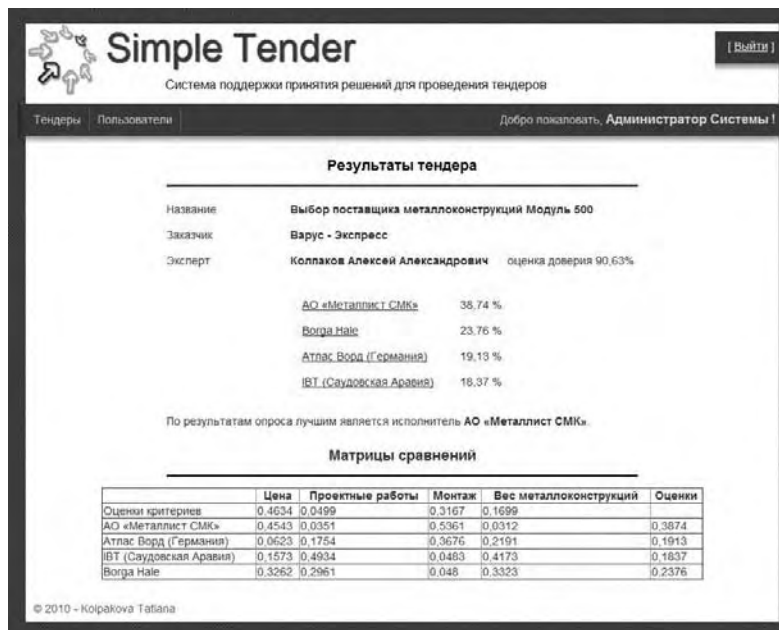 Simple Tender
[ Выйти ]
Система поддержки принятия решений для проведения тендеров
Тендеры Пользователи Добро пожаловать, Администратор Системы !
Результаты тендера
Название Выбор поставщика металлоконструкций Модуль 500
Заказчик Варус - Экспресс
Эксперт Колпаков Алексей Александрович оценка доверия 90,63%
АО «Металлист СМК» 38,74 %
Borga Hale 23,76 %
Атлас Ворд (Германия) 19,13 %
IBT (Саудовская Аравия) 18,37 %
По результатам опроса лучшим является исполнитель АО «Металлист СМК».
Матрицы сравнений
Цена Проектные работы Монтаж Вес металлоконструкций Оценки
Оценки критериев 0,4634 0,0499 0,3167 0,1699
АО «Металлист СМК» 0,4543 0,0351 0,5361 0,0312 0,3874
Атлас Ворд (Германия) 0,0623 0,1754 0,3676 0,2191 0,1913
IBT (Саудовская Аравия) 0,1573 0,4934 0,0483 0,4173 0,1837
Borga Hale 0,3262 0,2961 0,048 0,3323 0,2376
© 2010 - Kolpakova Tatiana